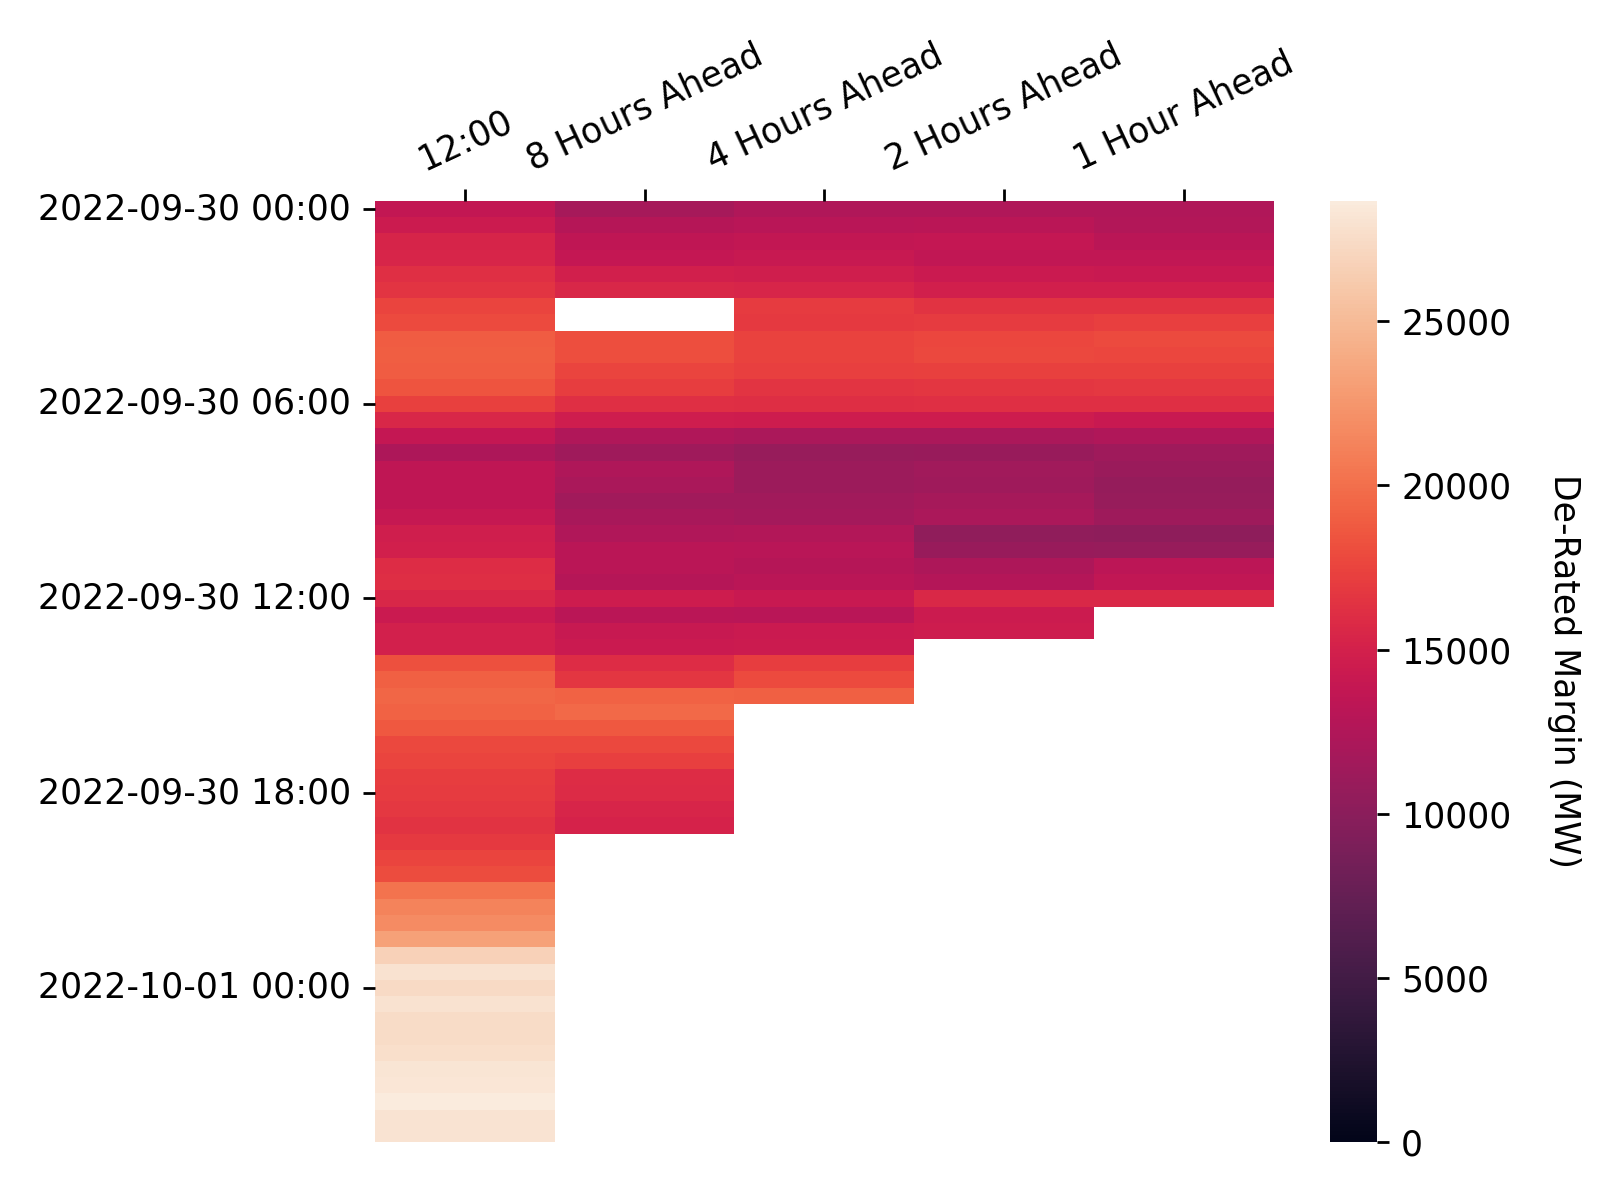 12:00
8 Hours Ahead
4 Hours Ahead
2 Hours Ahead
1 Hour Ahead
2022-09-30 00:00
2022-09-30 06:00
2022-09-30 12:00
2022-09-30 18:00
2022-10-01 00:00
25000
20000
15000
10000
5000
0
De-Rated Margin (MW)